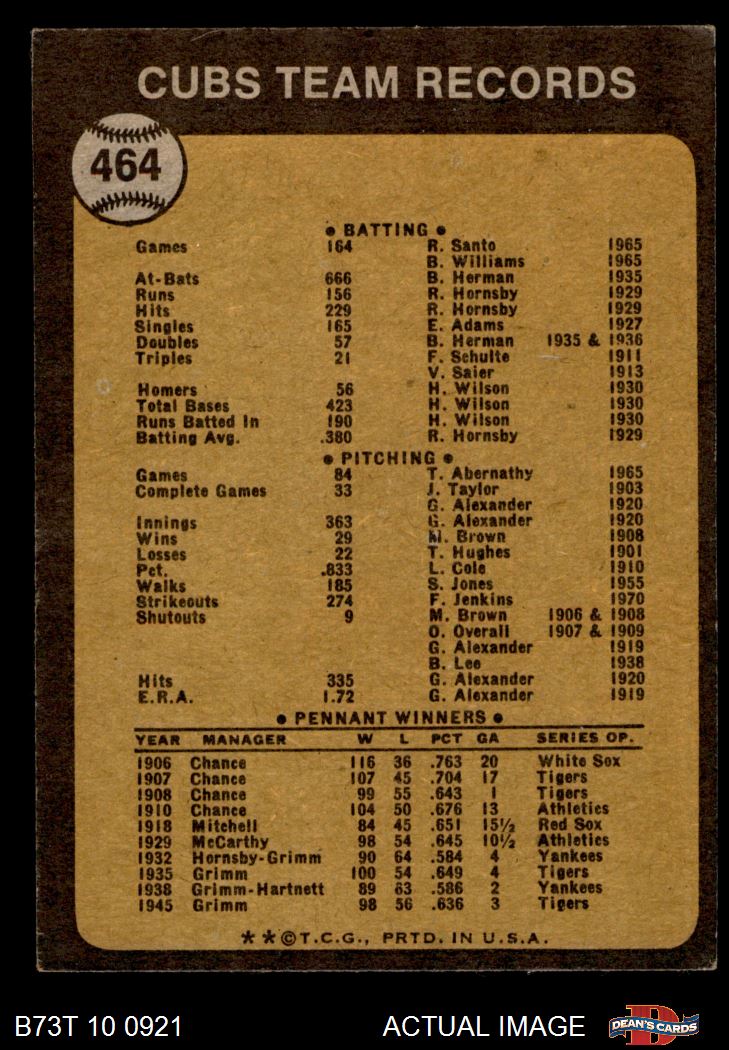 CUBS TEAM RECORDS
464
• BATTING •
Games 164 R. Santo 1965
B. Williams 1965
At-Bats 666 B. Herman 1935
Runs 156 R. Hornsby 1929
Hits 229 R. Hornsby 1929
Singles 165 E. Adams 1927
Doubles 57 B. Herman 1935 & 1936
Triples 21 F. Schulte 1911
V. Saier 1913
Homers 56 H. Wilson 1930
Total Bases 423 H. Wilson 1930
Runs Batted In 190 H. Wilson 1930
Batting Avg. .380 R. Hornsby 1929
• PITCHING •
Games 84 T. Abernathy 1965
Complete Games 33 J. Taylor 1903
G. Alexander 1920
Innings 363 G. Alexander 1920
Wins 29 M. Brown 1908
Losses 22 T. Hughes 1901
Pct. .833 L. Cole 1910
Walks 185 S. Jones 1955
Strikeouts 274 F. Jenkins 1970
Shutouts 9 M. Brown 1906 & 1908
O. Overall 1907 & 1909
G. Alexander 1919
B. Lee 1938
Hits 335 G. Alexander 1920
E.R.A. 1.72 G. Alexander 1919
• PENNANT WINNERS •
YEAR MANAGER W L PCT GA SERIES OP.
1906 Chance 116 36 .763 20 White Sox
1907 Chance 107 45 .704 17 Tigers
1908 Chance 99 55 .643 1 Tigers
1910 Chance 104 50 .676 13 Athletics
1918 Mitchell 84 45 .651 15½ Red Sox
1929 McCarthy 98 54 .645 10½ Athletics
1932 Hornsby-Grimm 90 64 .584 4 Yankees
1935 Grimm 100 54 .649 4 Tigers
1938 Grimm-Hartnett 89 63 .586 2 Yankees
1945 Grimm 98 56 .636 3 Tigers
* * © T.C.G., PRTD. IN U.S.A.
B73T 10 0921 ACTUAL IMAGE D DEAN'S CARDS